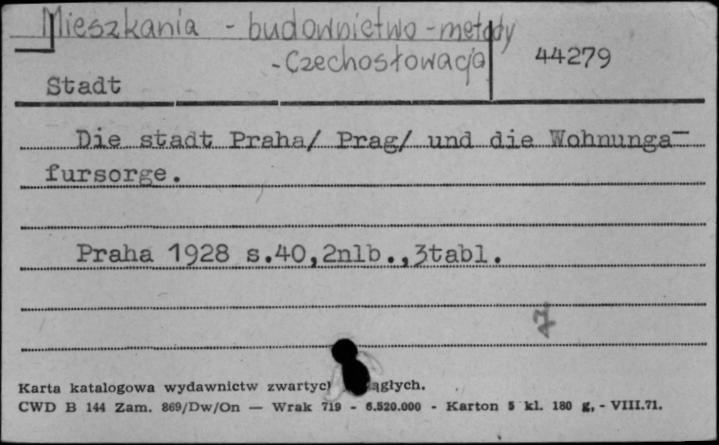 Mieszkania - budownictwo - metody
- Czechosłowacja
44279
Stadt
Die stadt Praha/ Prag/ und die Wohnunga-
fursorge.
Praha 1928 s.40,2nlb.,3tabl.
Karta katalogowa wydawnictw zwartyc ągłych.
CWD B 144 Zam. 869/Dw/On — Wrak 719 - 6.520.000 - Karton 5 kl. 180 g, - VIII.71.